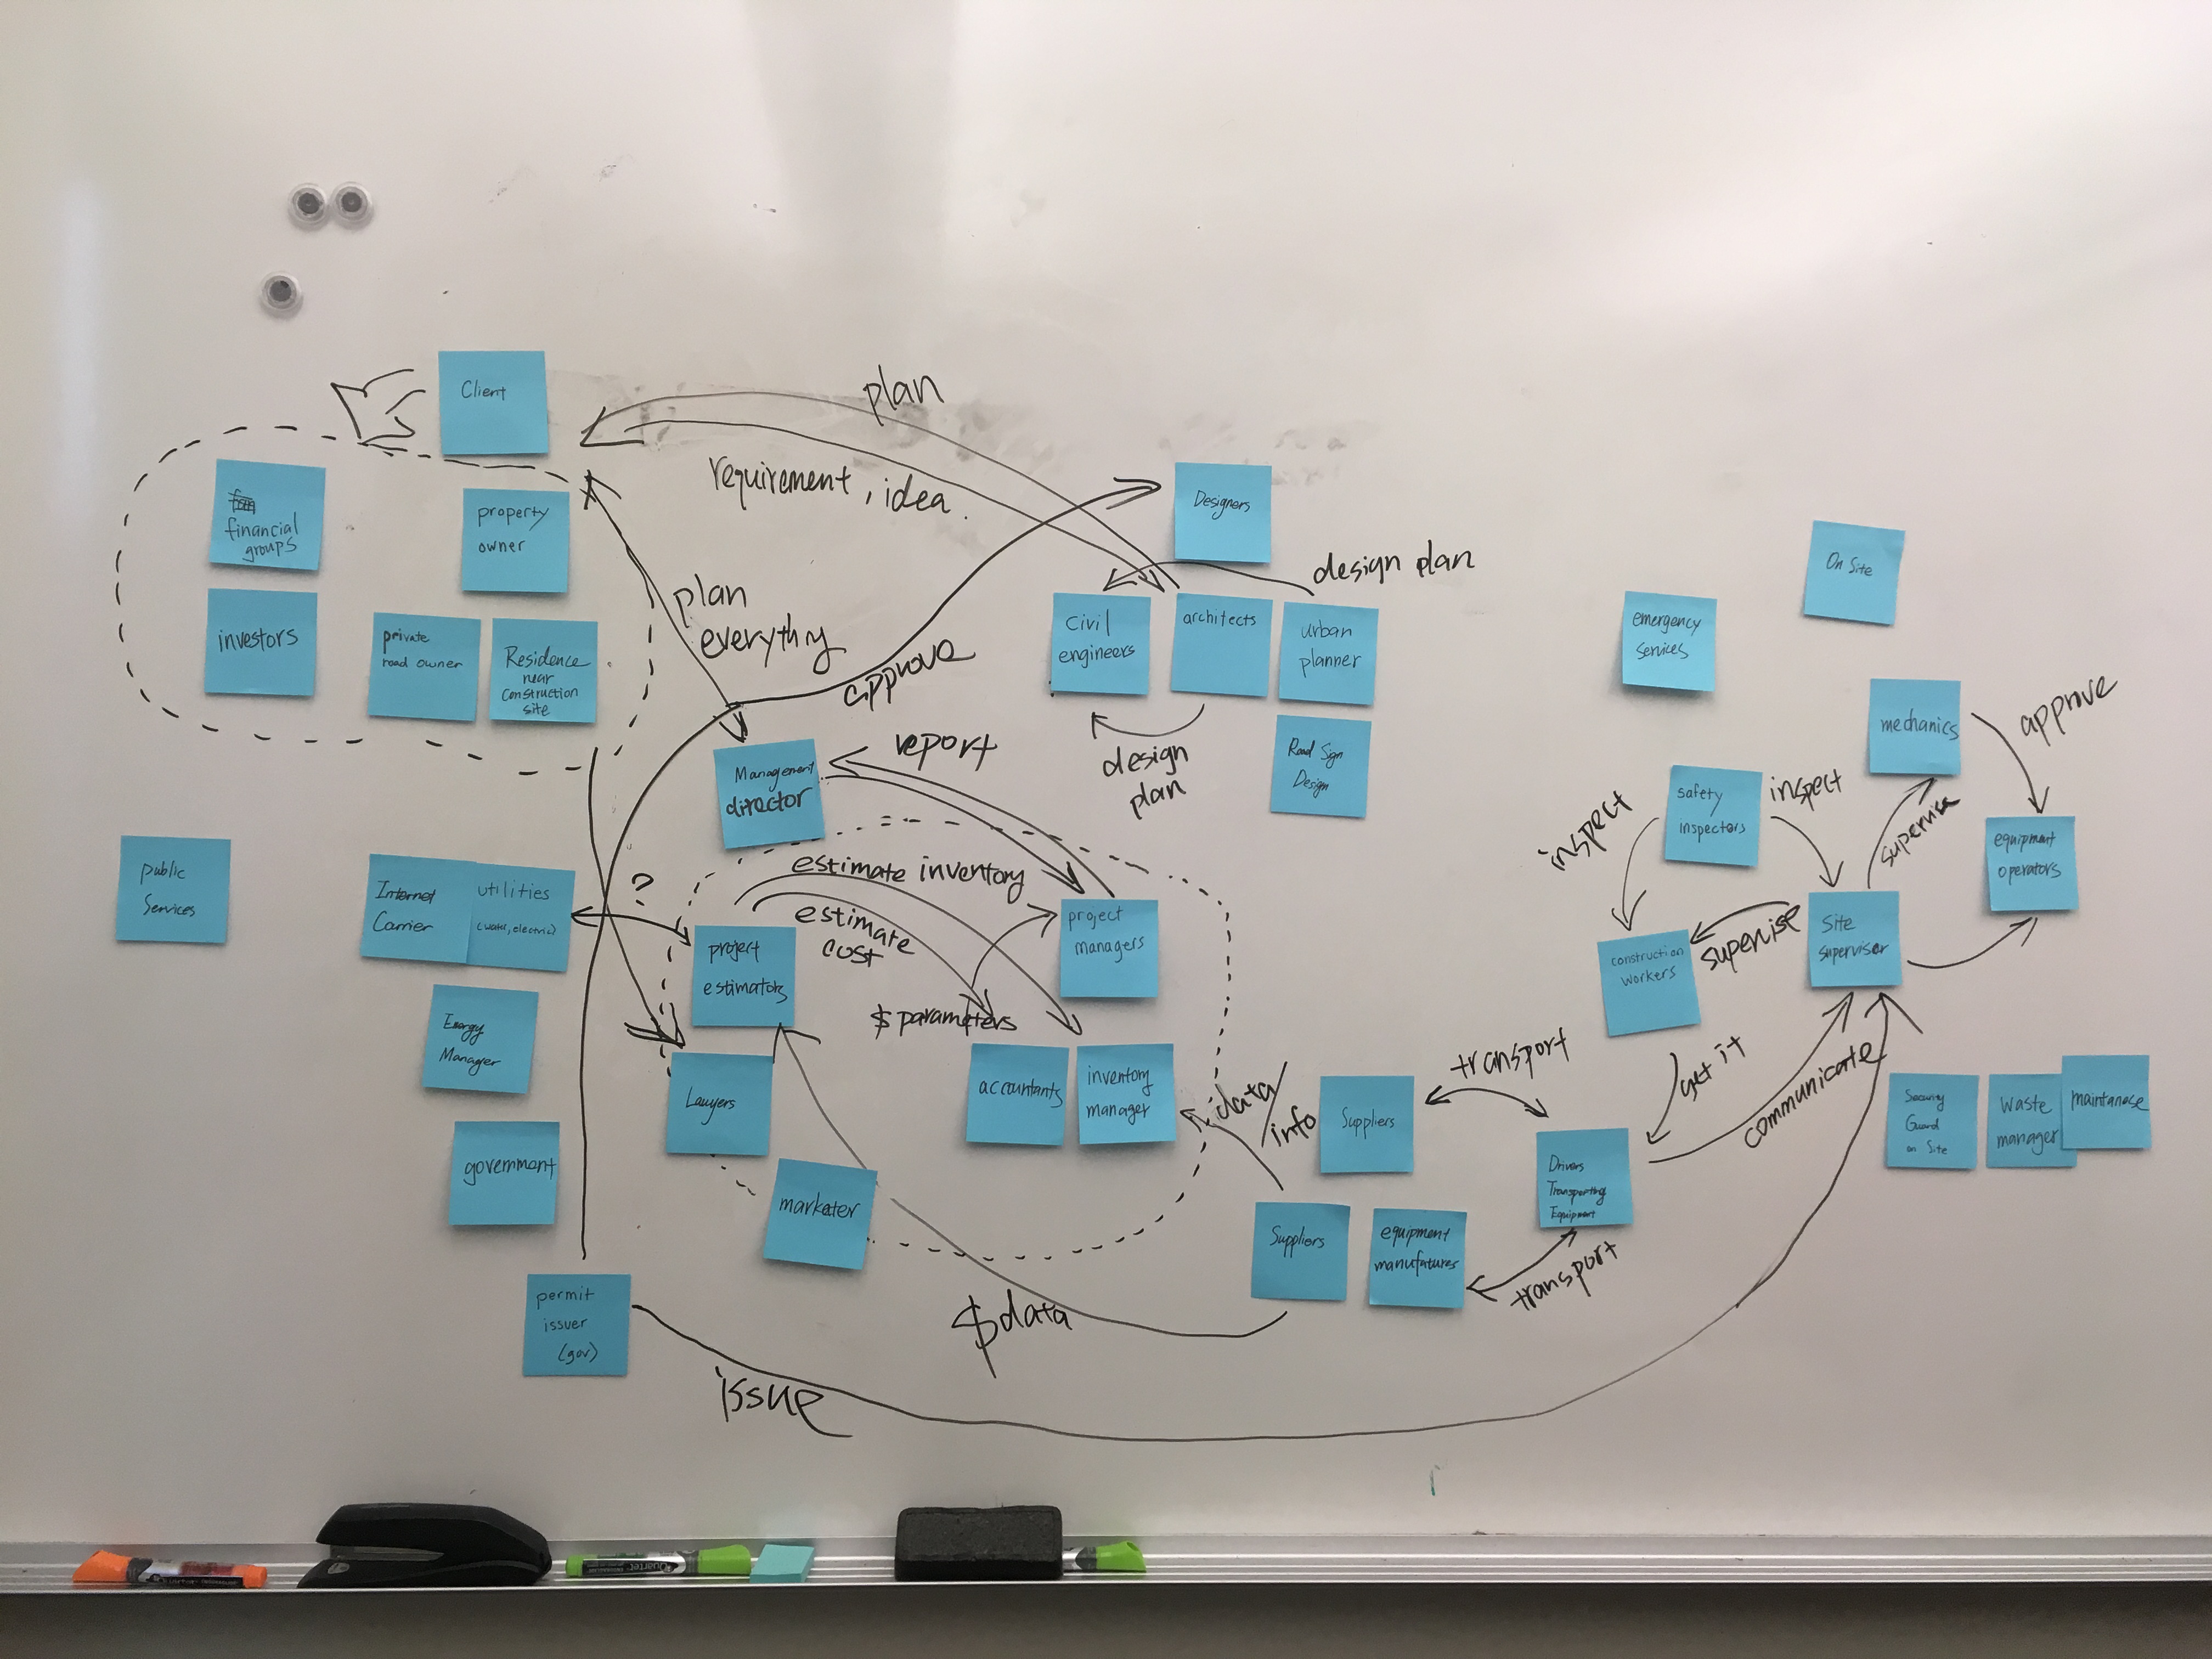 Client
plan
requirement, idea.
financial
groups
property
owner
investors
private
road owner
Residence
near
construction
site
plan
everythng
approve
Designers
design plan
civil
engineers
architects
urban
planner
design
plan
Road Sign
Design
On Site
emergency
services
mechanics
approve
safety
inspectors
inspect
inspect
supervise
equipment
operators
Site
supervisor
supervise
construction
workers
Management
director
report
public
Services
Internet
Carrier
utilities
(water, electric)
?
estimate inventory
estimate
cost
project
estimators
project
managers
$ parameters
Energy
Manager
Lawyers
accountants
inventory
manager
data/
info
Suppliers
transport
get it
communicate
Security
Guard
on Site
waste
manager
maintanese
government
marketer
Suppliers
equipment
manufatures
Drivers
Transporting
Equipment
transport
permit
issuer
(gov)
$data
issue
Quartet